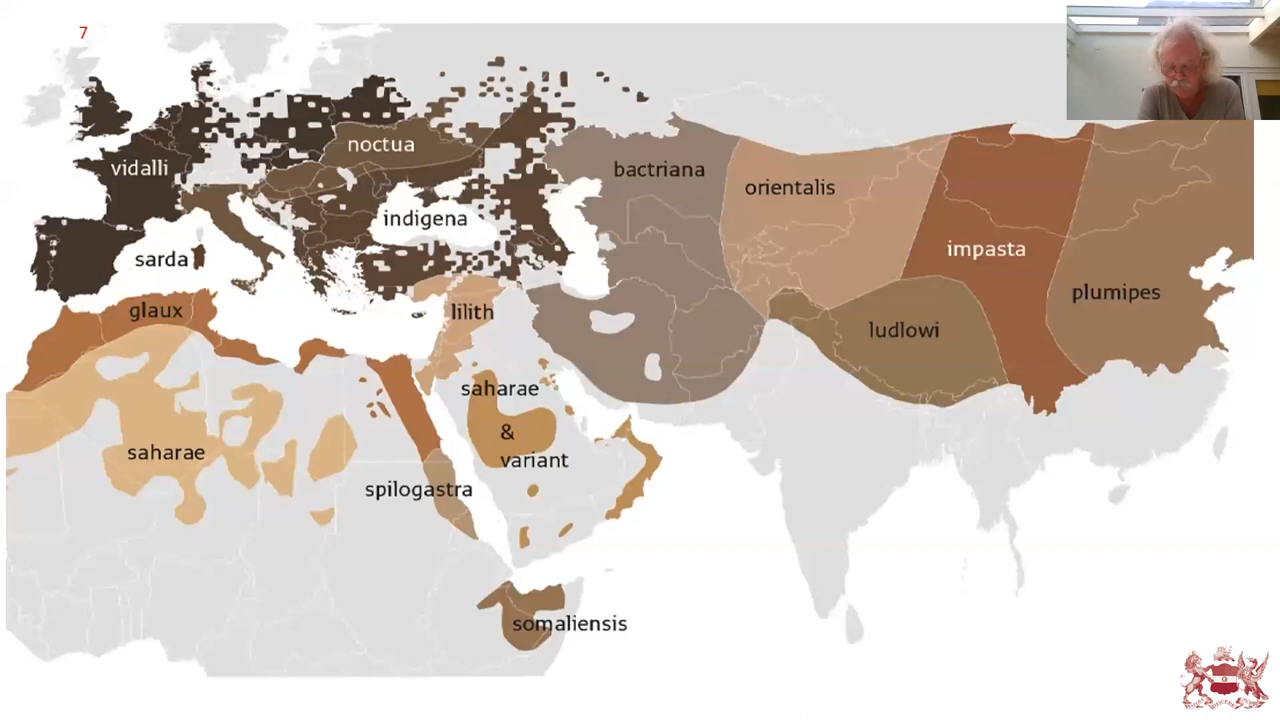 7
noctua
vidalli
bactriana
orientalis
indigena
impasta
sarda
plumipes
glaux
lilith
ludlowi
saharae
&
variant
saharae
spilogastra
somaliensis